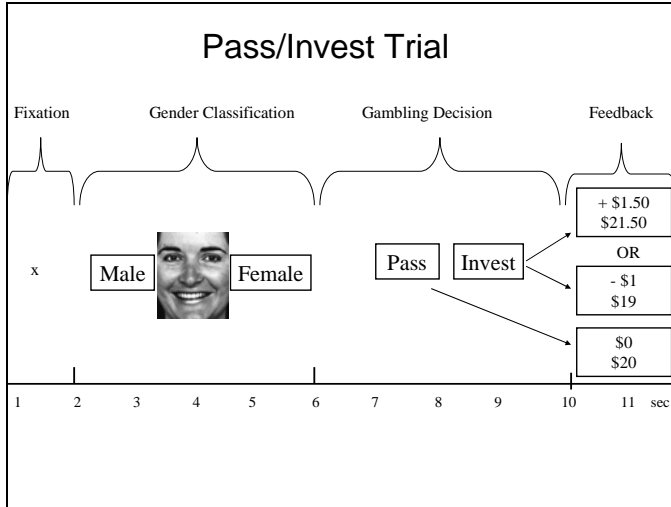 Pass/Invest Trial
Fixation Gender Classification Gambling Decision Feedback
+ $1.50
$21.50
x Male Female Pass Invest OR
- $1
$19
$0
$20
1 2 3 4 5 6 7 8 9 10 11 sec